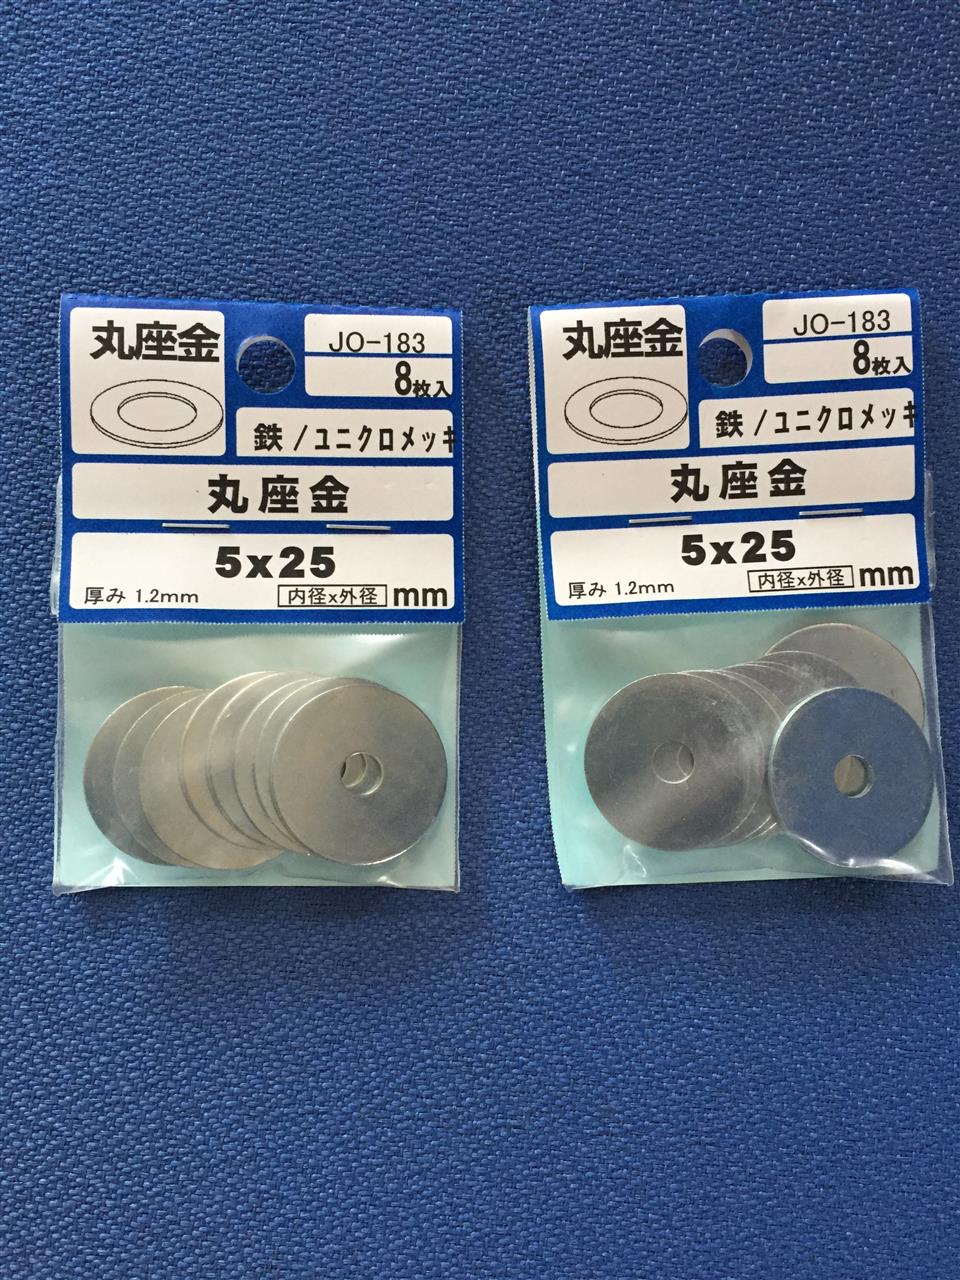 丸座金
JO-183
8枚入
鉄/ユニクロメッキ
丸座金
5x25
厚み 1.2mm 内径x外径 mm
丸座金
JO-183
8枚入
鉄/ユニクロメッキ
丸座金
5x25
厚み 1.2mm 内径x外径 mm